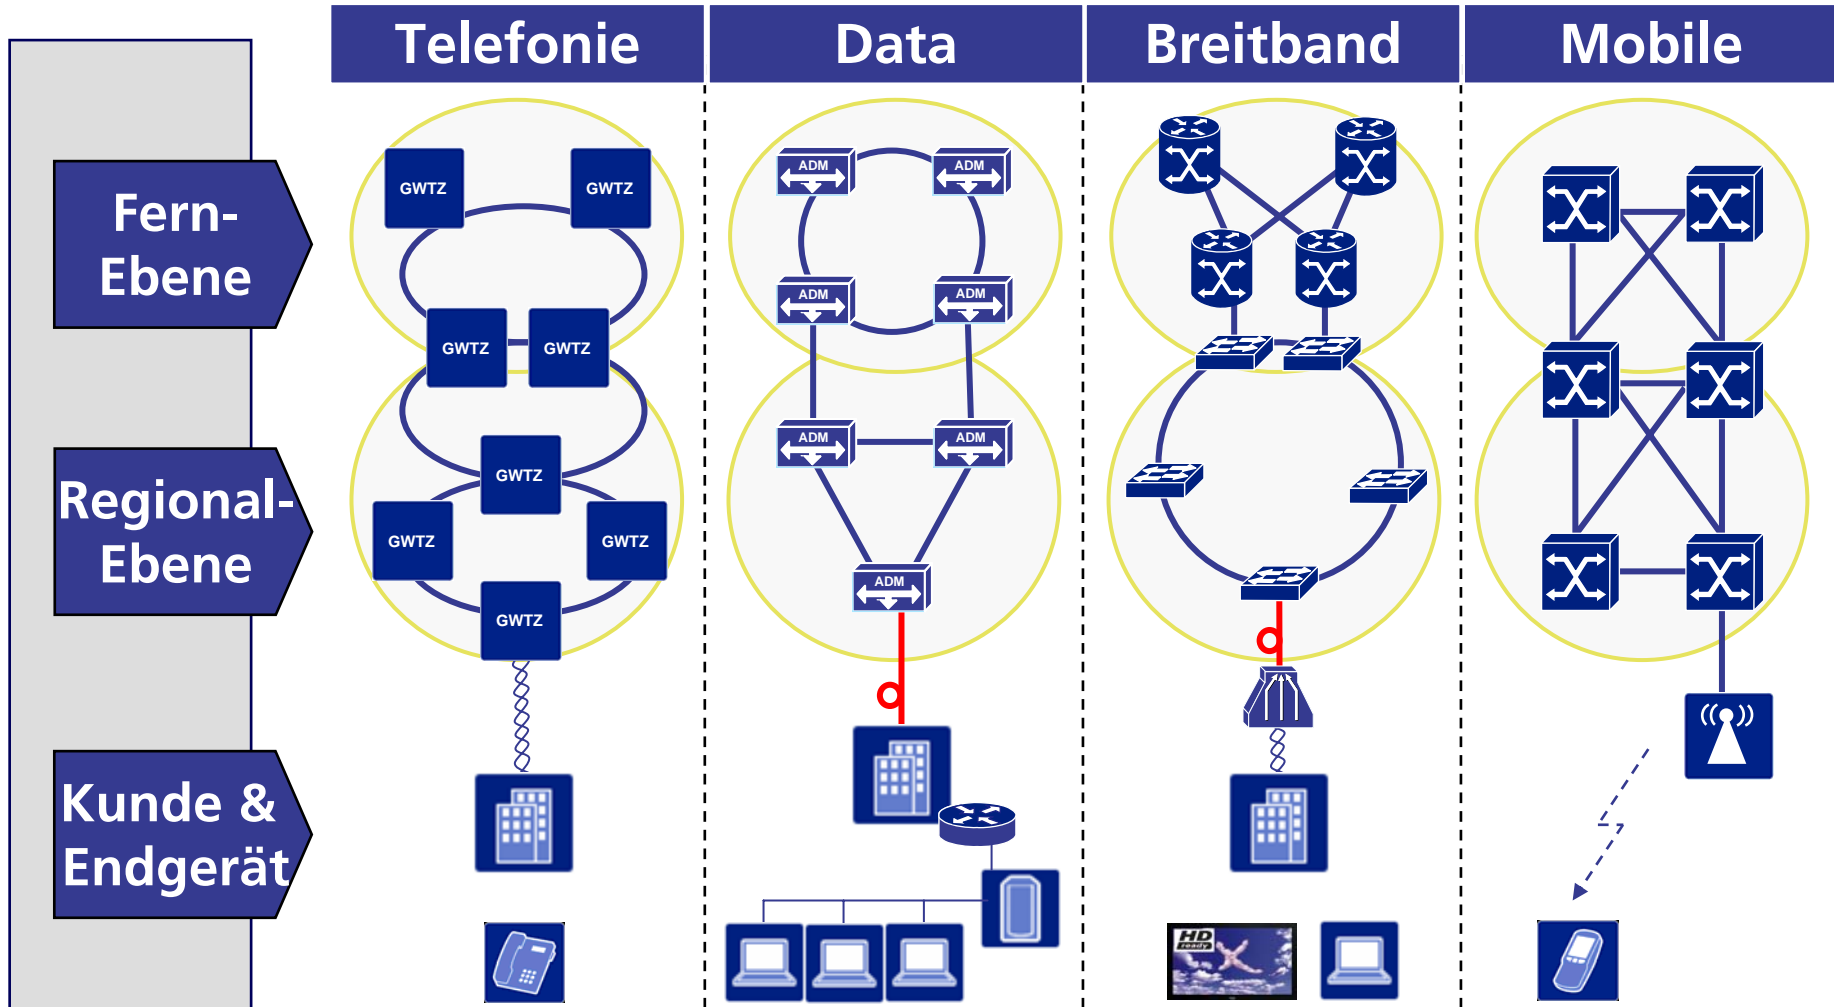 Telefonie
Data
Breitband
Mobile
Fern-
Ebene
Regional-
Ebene
Kunde &
Endgerät
GWTZ
GWTZ
GWTZ
GWTZ
GWTZ
GWTZ
GWTZ
GWTZ
ADM
ADM
ADM
ADM
ADM
ADM
ADM
HD
ready